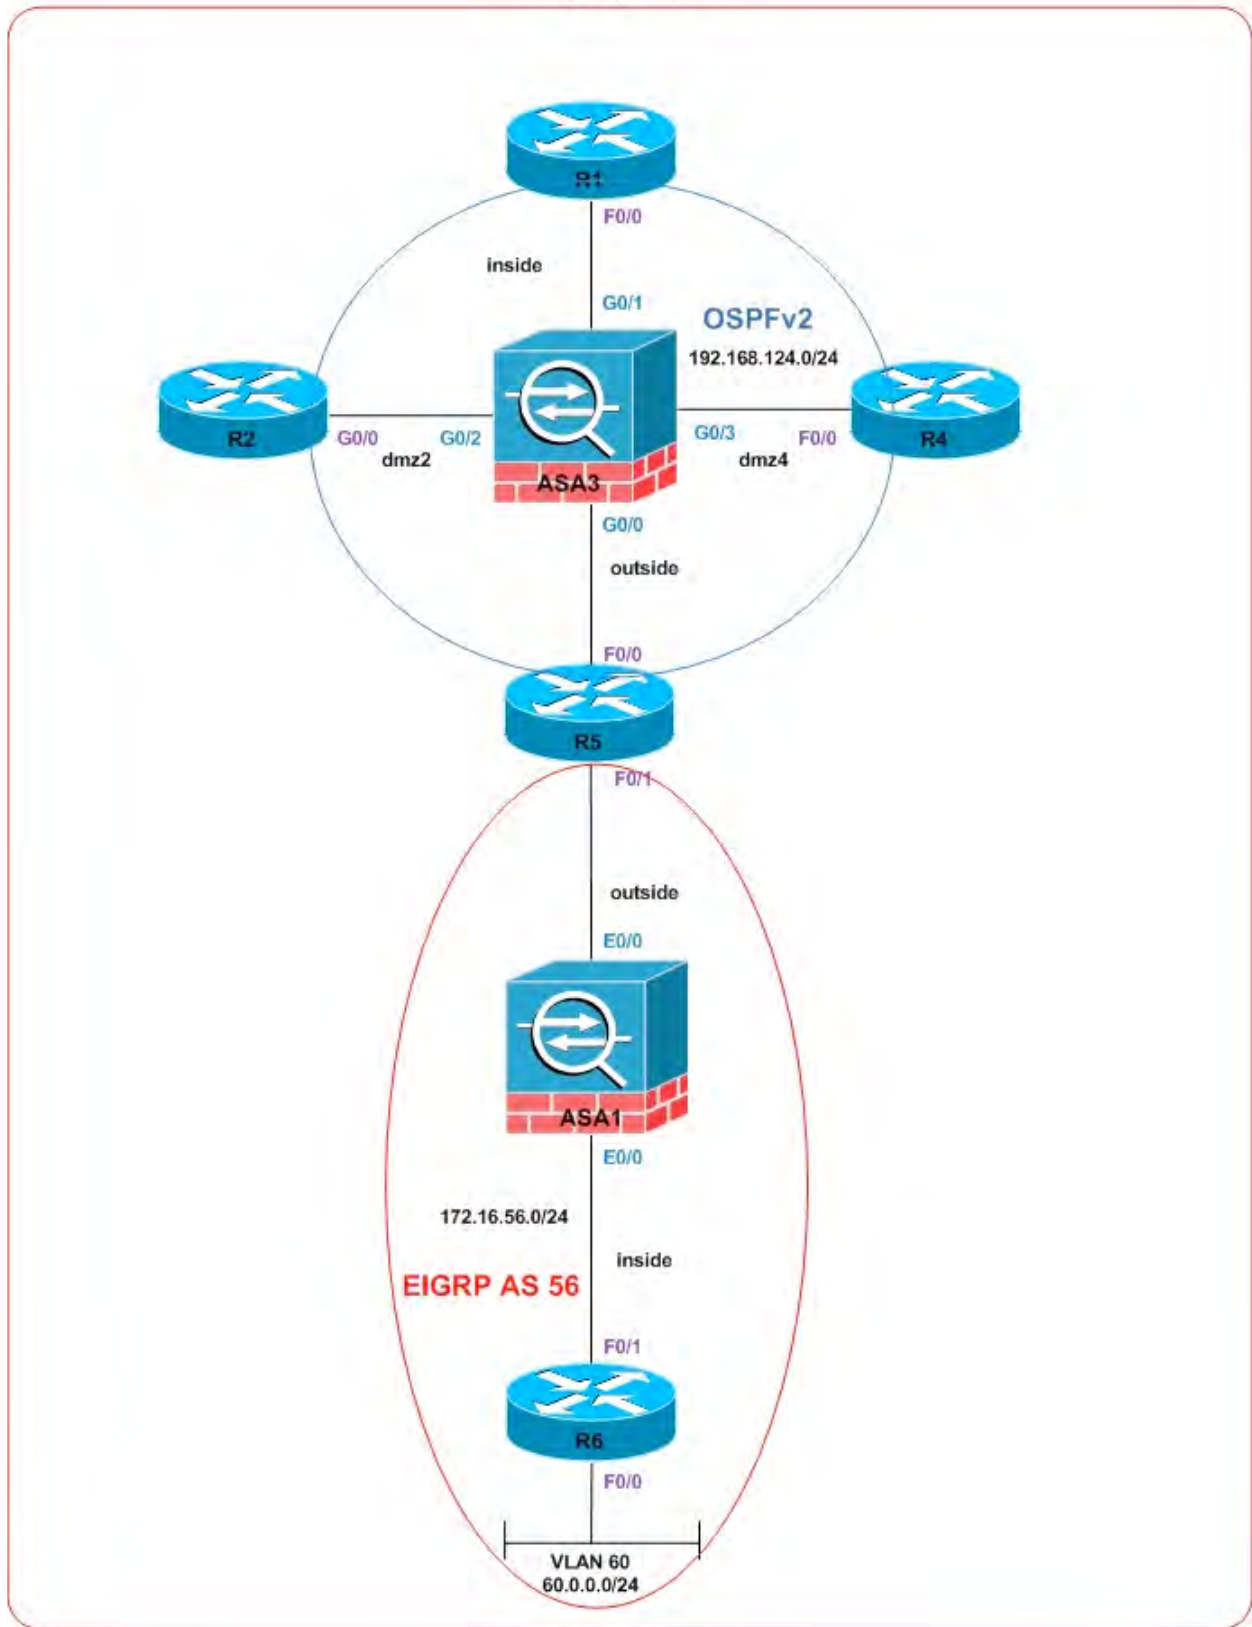 R1
F0/0
inside
G0/1
OSPFv2
192.168.124.0/24
R2
G0/0
G0/2
dmz2
ASA3
G0/3
F0/0
dmz4
R4
G0/0
outside
F0/0
R5
F0/1
outside
E0/0
ASA1
E0/0
172.16.56.0/24
inside
EIGRP AS 56
F0/1
R6
F0/0
VLAN 60
60.0.0.0/24